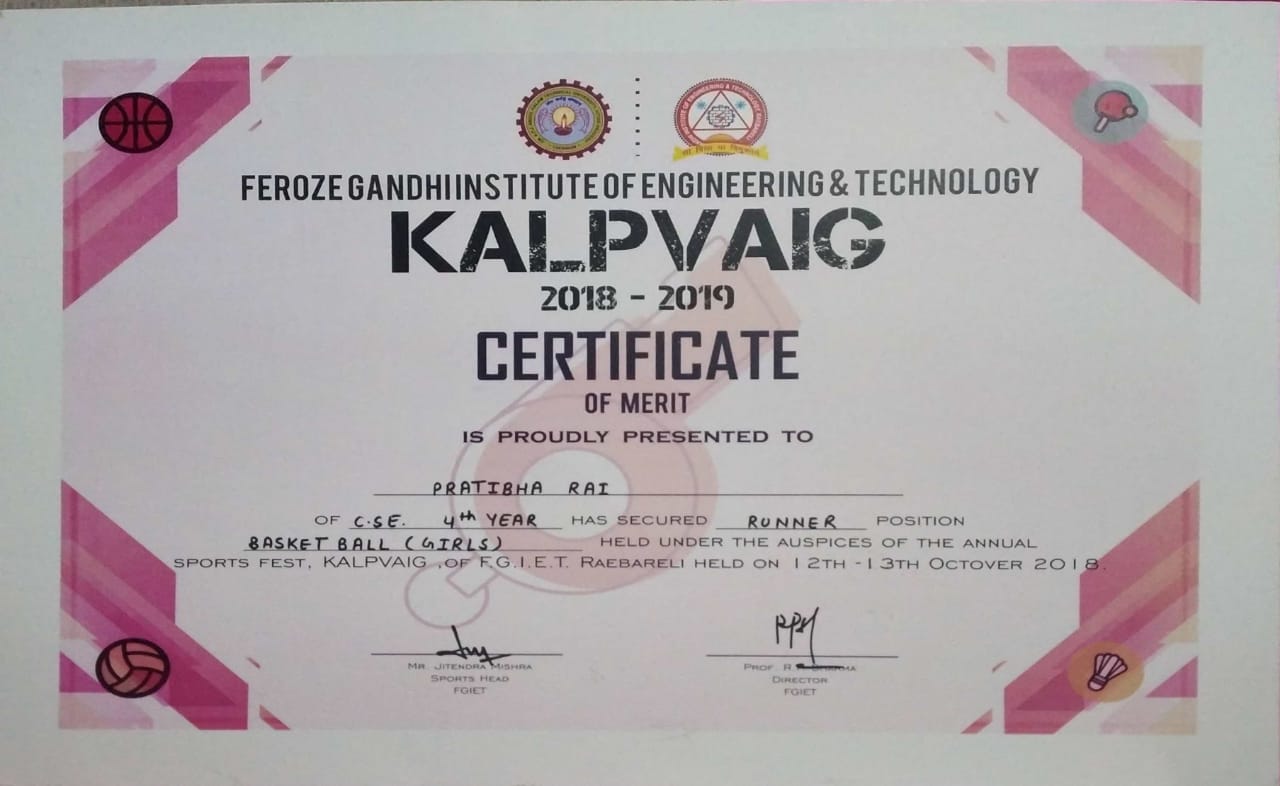 FEROZE GANDHI INSTITUTE OF ENGINEERING & TECHNOLOGY
KALPVAIG
2018 - 2019
CERTIFICATE
OF MERIT
IS PROUDLY PRESENTED TO
PRATIBHA RAI
OF C.SE. 4th YEAR HAS SECURED RUNNER POSITION
BASKET BALL (GIRLS) HELD UNDER THE AUSPICES OF THE ANNUAL
SPORTS FEST, KALPVAIG ,OF F.G.I.E.T. RAEBARELI HELD ON 12TH -13TH OCTOVER 2018.
MR. JITENDRA MISHRA
SPORTS HEAD
FGIET
PROF. R. SHARMA
DIRECTOR
FGIET